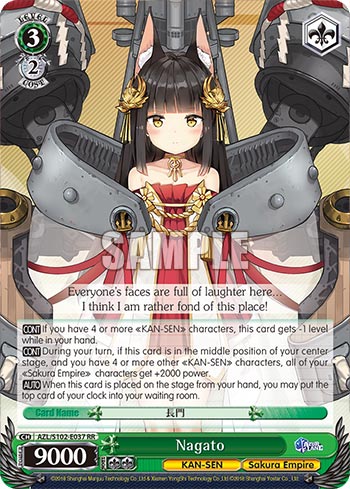 LEVEL
3
2
COST
SAMPLE
Everyone's faces are full of laughter here...
I think I am rather fond of this place!
CONT If you have 4 or more «KAN-SEN» characters, this card gets -1 level
while in your hand.
CONT During your turn, if this card is in the middle position of your center
stage, and you have 4 or more other «KAN-SEN» characters, all of your
«Sakura Empire» characters get +2000 power.
AUTO When this card is placed on the stage from your hand, you may put the
top card of your clock into your waiting room.
Card Name 長門
CH AZL/S102-E037 RR
Nagato
POWER 9000
KAN-SEN Sakura Empire